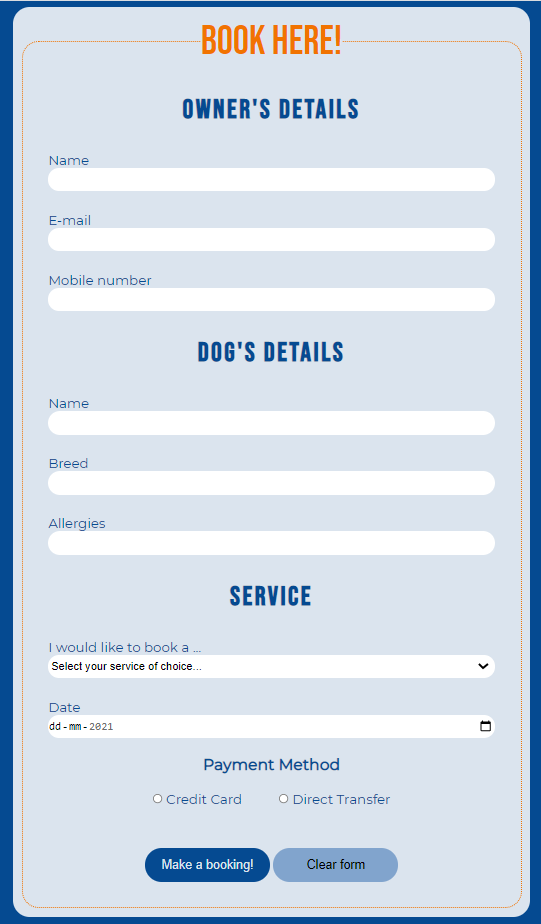 BOOK HERE!
OWNER'S DETAILS
Name
E-mail
Mobile number
DOG'S DETAILS
Name
Breed
Allergies
SERVICE
I would like to book a ...
Select your service of choice...
Date
dd-mm-2021
Payment Method
Credit Card Direct Transfer
Make a booking! Clear form